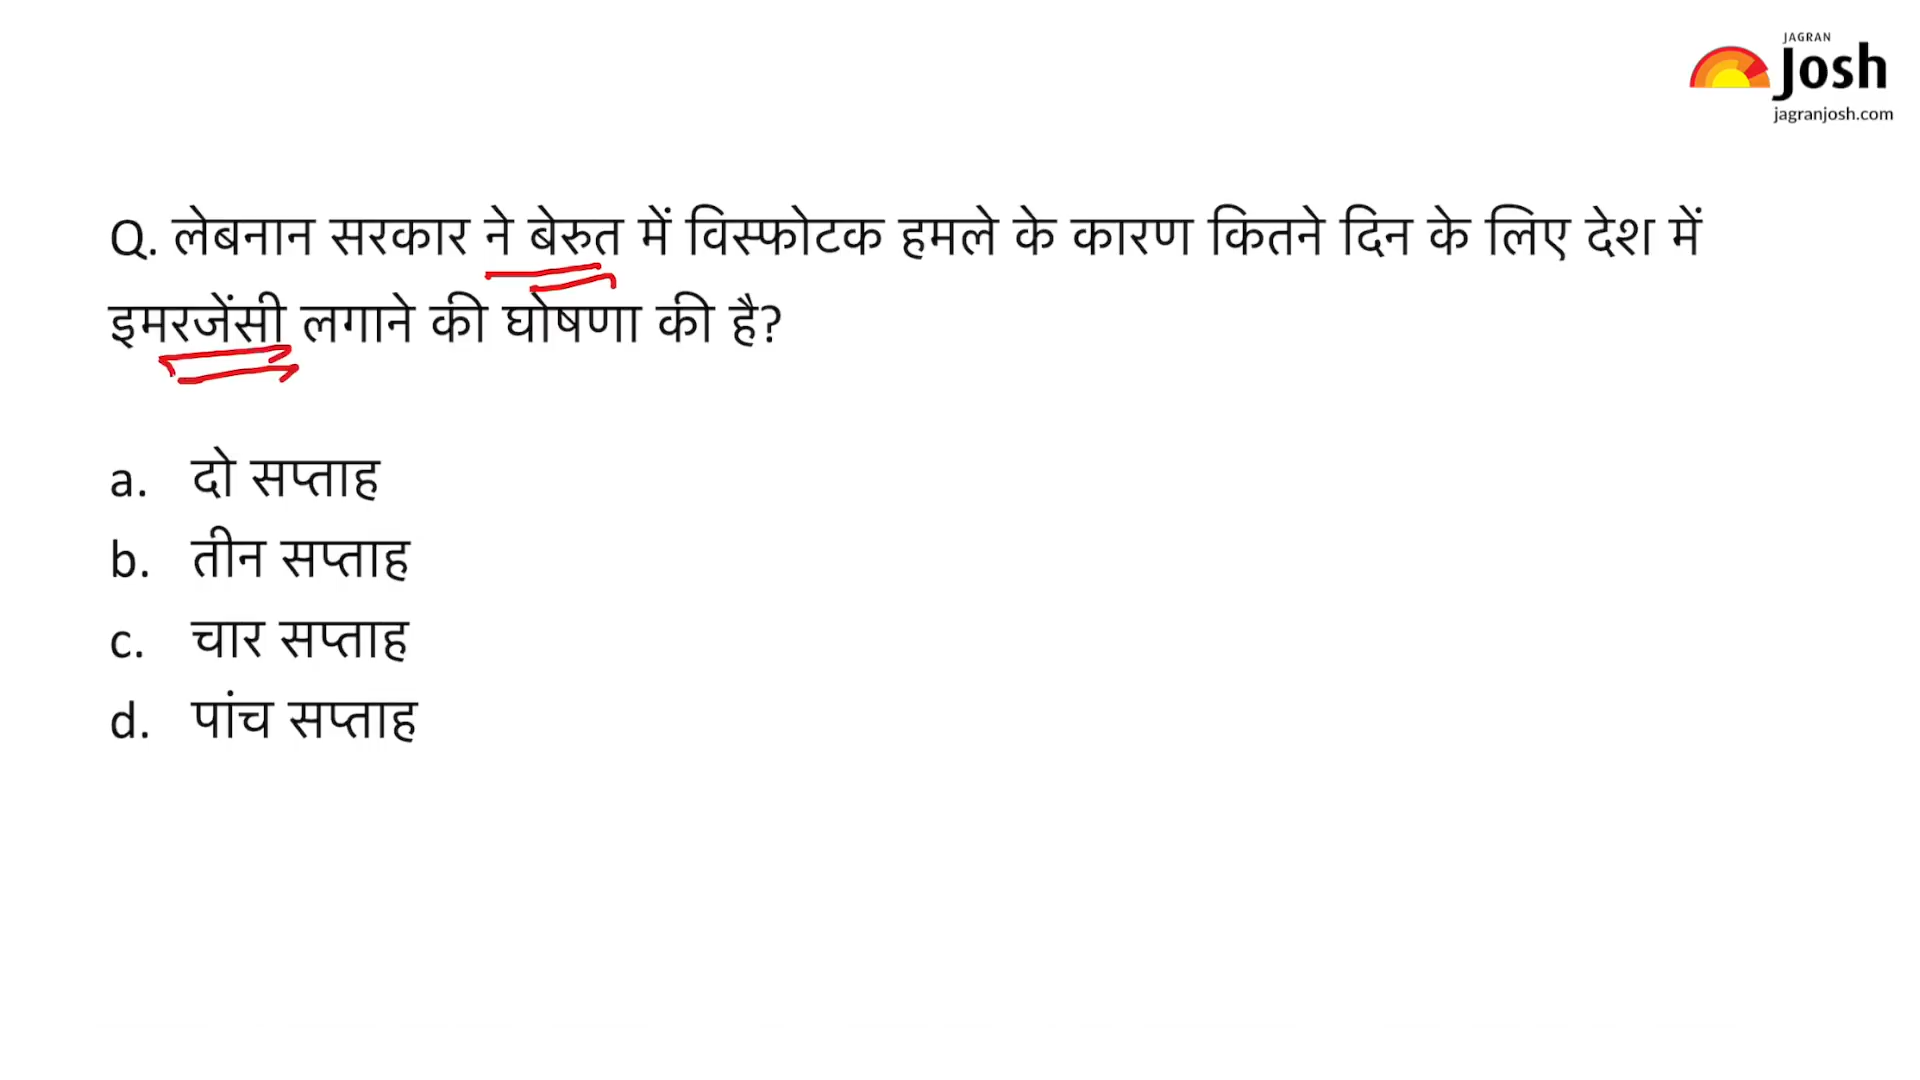 JAGRAN
Josh
jagranjosh.com
Q. लेबनान सरकार ने बेरुत में विस्फोटक हमले के कारण कितने दिन के लिए देश में
इमरजेंसी लगाने की घोषणा की है?
a. दो सप्ताह
b. तीन सप्ताह
c. चार सप्ताह
d. पांच सप्ताह